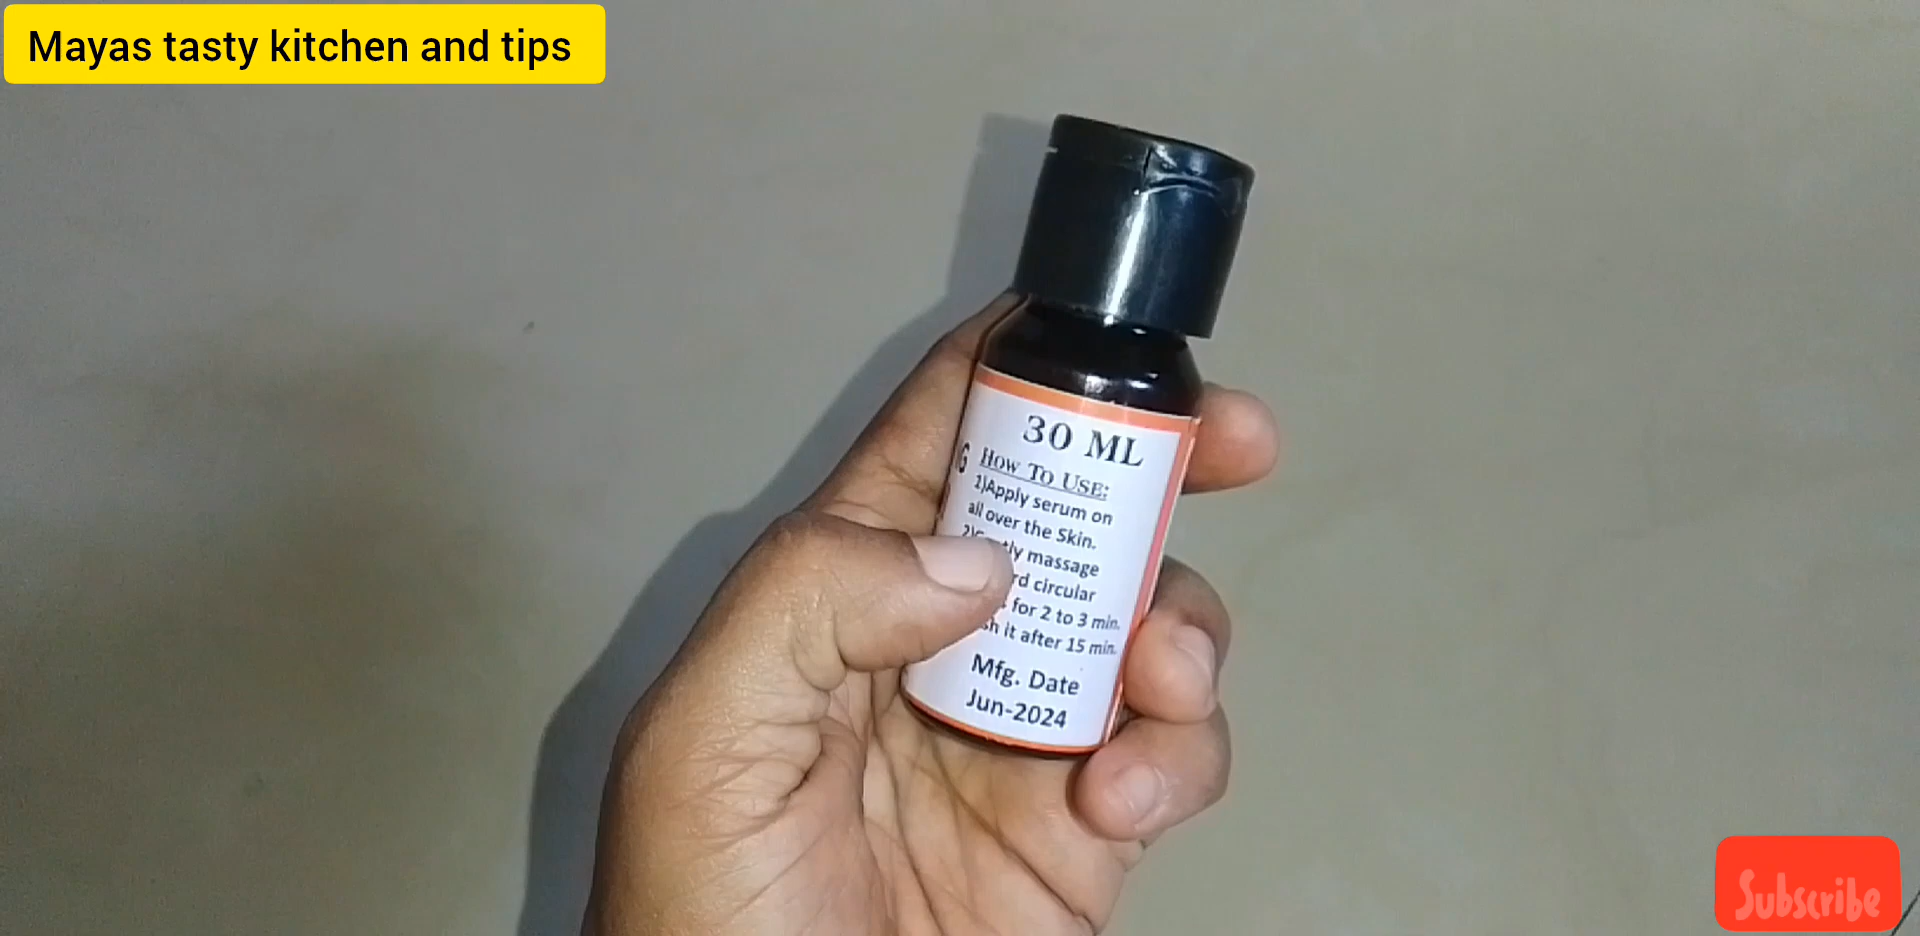 Mayas tasty kitchen and tips
30 ML
How To Use:
1)Apply serum on
all over the Skin.
massage
circular
for 2 to 3 min.
it after 15 min.
Mfg. Date
Jun-2024
Subscribe